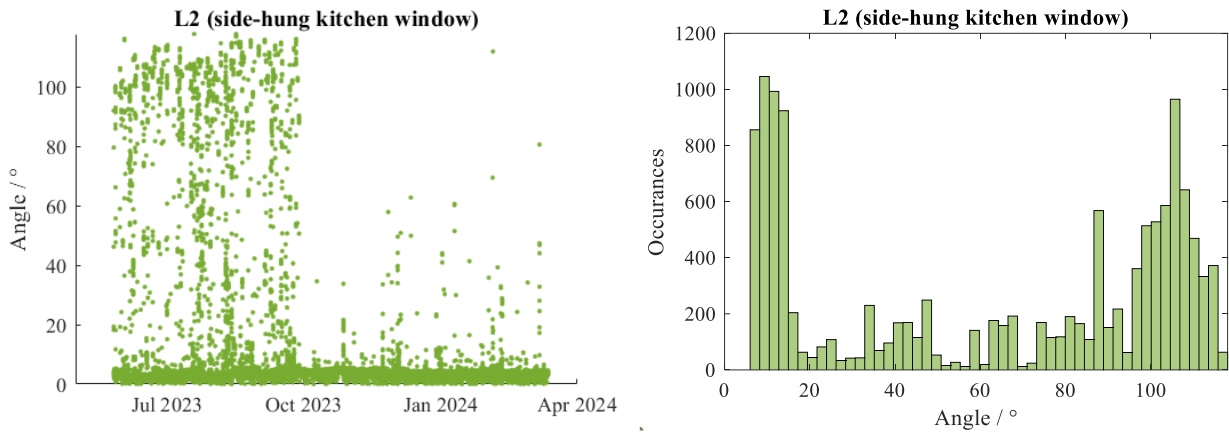 L2 (side-hung kitchen window)
Angle / °
100
80
60
40
20
0
Jul 2023
Oct 2023
Jan 2024
Apr 2024
L2 (side-hung kitchen window)
Occurances
1200
1000
800
600
400
200
0
0
20
40
60
80
100
Angle / °